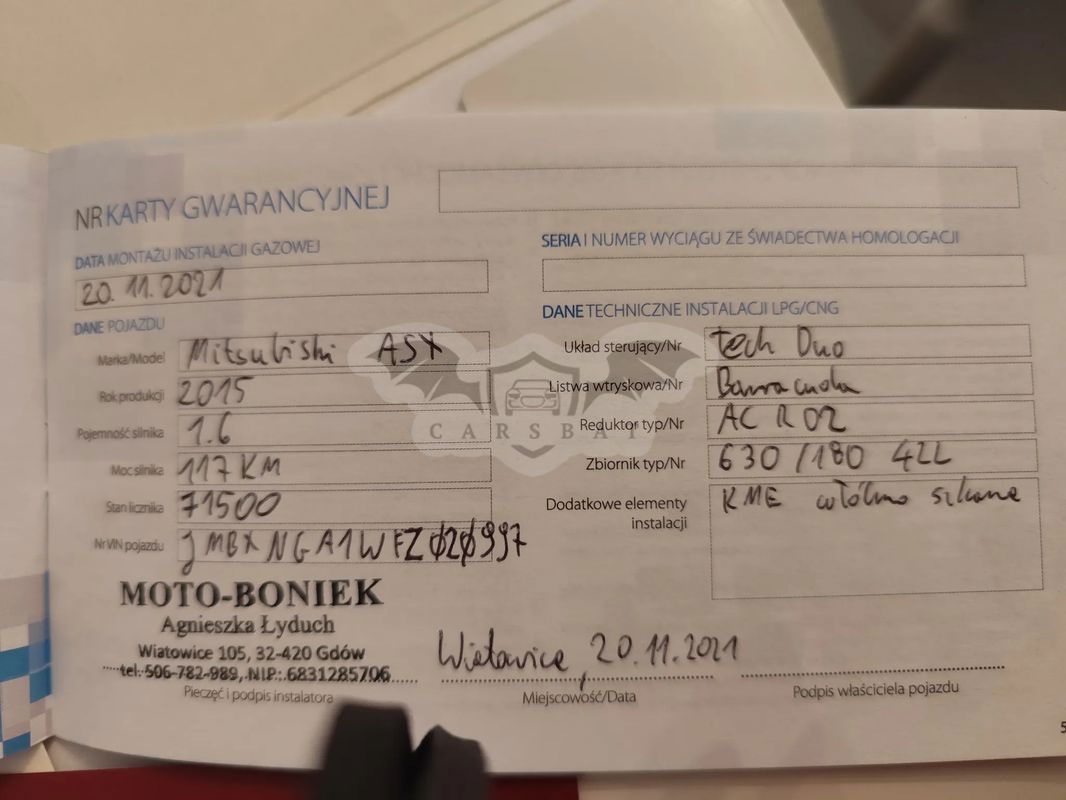 NR KARTY GWARANCYJNEJ
DATA MONTAŻU INSTALACJI GAZOWEJ
20.11.2021
DANE POJAZDU
Marka/Model Mitsubishi ASX
Rok produkcji 2015
Pojemność silnika 1.6
Moc silnika 117 KM
Stan licznika 71500
Nr VIN pojazdu JMBXNGA1WFZ020997
MOTO-BONIEK
Agnieszka Łyduch
Wiatowice 105, 32-420 Gdów
tel. 506-782-989, NIP: 6831285706
Pieczęć i podpis instalatora
SERIA I NUMER WYCIĄGU ZE ŚWIADECTWA HOMOLOGACJI
DANE TECHNICZNE INSTALACJI LPG/CNG
Układ sterujący/Nr tech Duo
Listwa wtryskowa/Nr Barracuda
Reduktor typ/Nr AC R02
Zbiornik typ/Nr 630/180 42L
Dodatkowe elementy instalacji KME włókno szklane
Wiatowice, 20.11.2021
Miejscowość/Data
Podpis właściciela pojazdu
CARSBAT
5